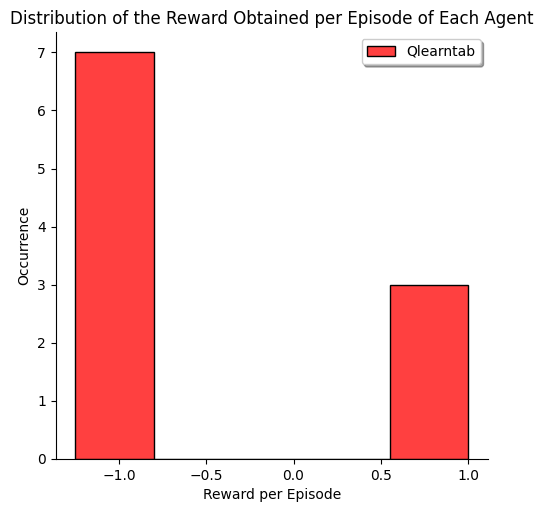 Distribution of the Reward Obtained per Episode of Each Agent
Qlearntab
7
6
5
4
3
2
1
0
Occurrence
−1.0 −0.5 0.0 0.5 1.0
Reward per Episode